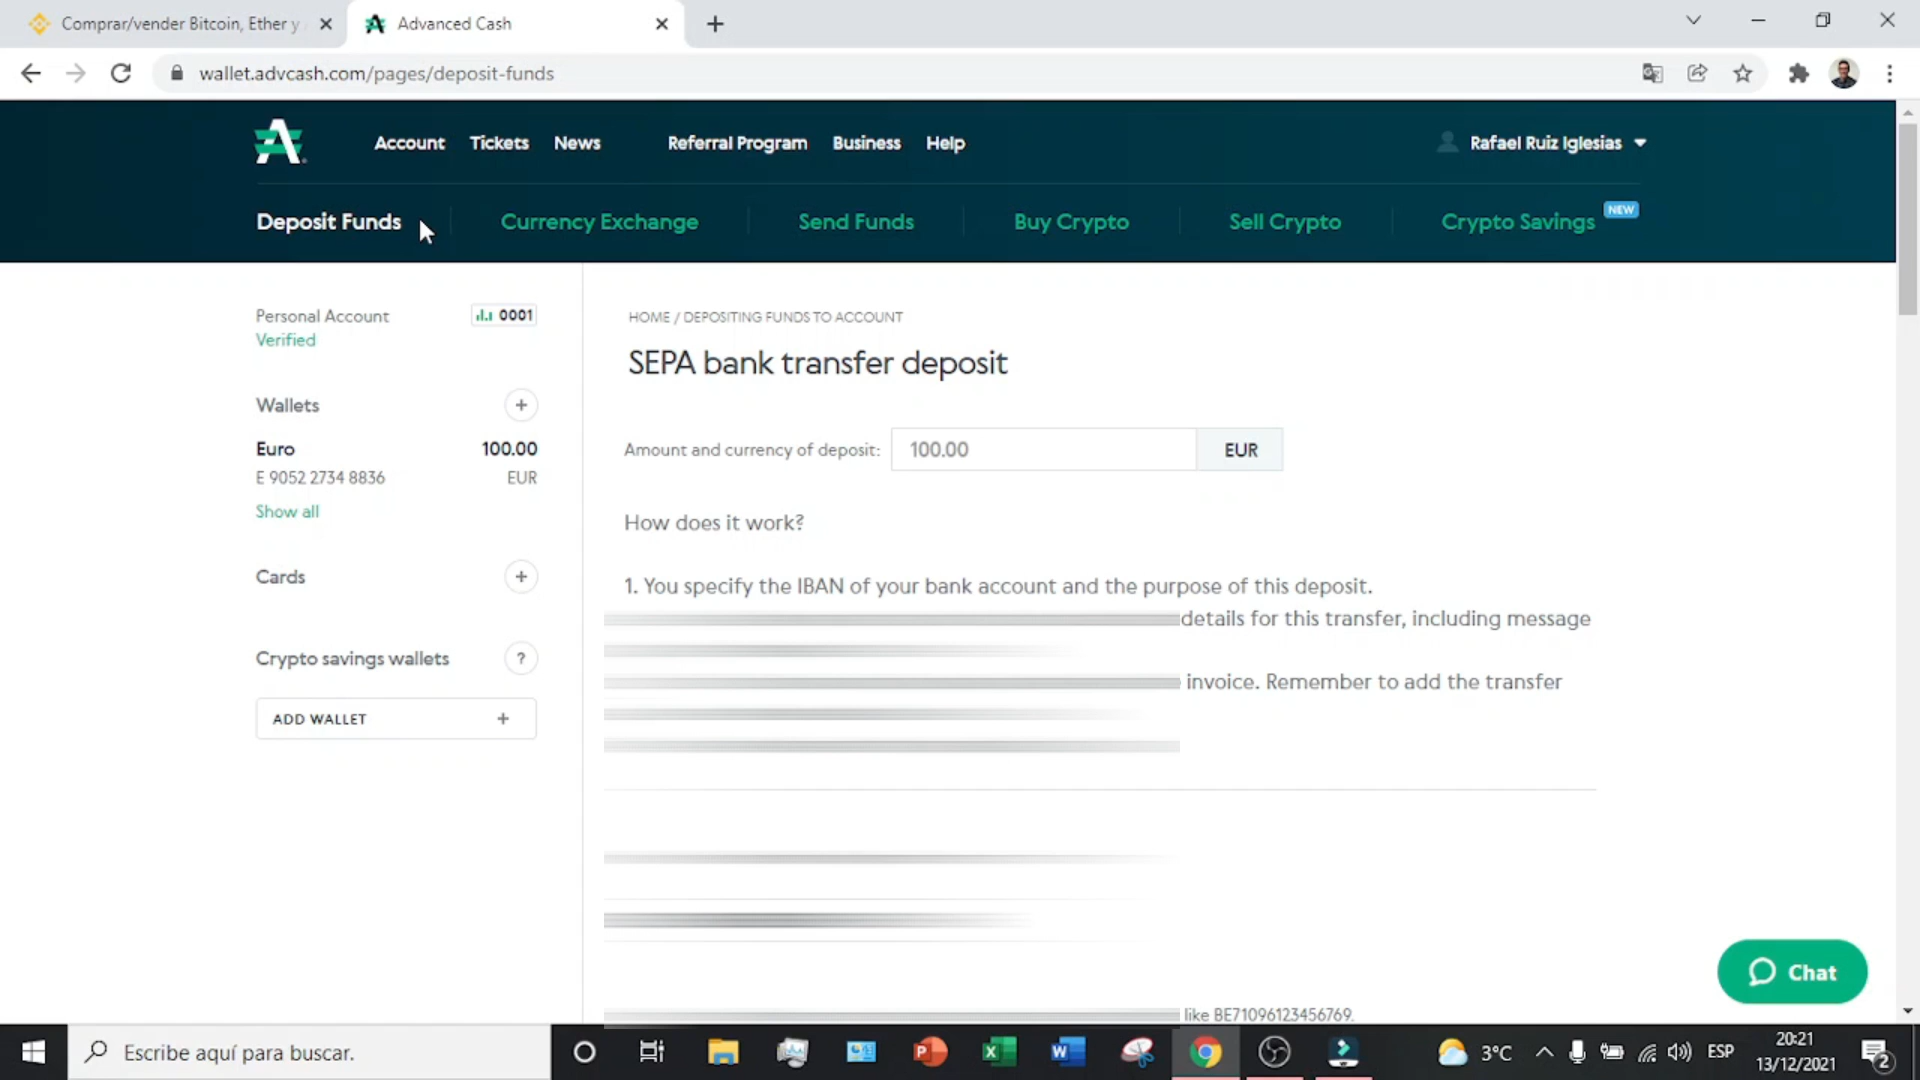 Comprar/vender Bitcoin, Ether y
Advanced Cash
wallet.advcash.com/pages/deposit-funds
Account Tickets News Referral Program Business Help Rafael Ruiz Iglesias
Deposit Funds Currency Exchange Send Funds Buy Crypto Sell Crypto Crypto Savings NEW
Personal Account 0001
Verified
Wallets
Euro 100.00
E 9052 2734 8836 EUR
Show all
Cards
Crypto savings wallets ?
ADD WALLET +
HOME / DEPOSITING FUNDS TO ACCOUNT
SEPA bank transfer deposit
Amount and currency of deposit: 100.00 EUR
How does it work?
1. You specify the IBAN of your bank account and the purpose of this deposit.
details for this transfer, including message
invoice. Remember to add the transfer
like BE71096123456769.
Chat
Escribe aquí para buscar.
3°C ESP 20:21
13/12/2021
2